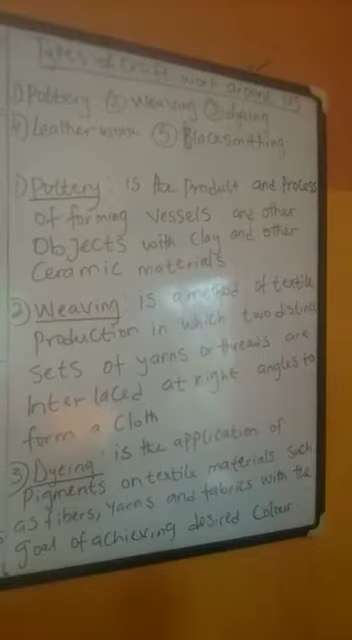 Types of Craft work around us
1) Pottery ② Weaving ③ dyeing
4) Leather work ⑤ Blacksmithing
1) Pottery: is the Product and Process
of forming Vessels and other
Objects with Clay and other
Ceramic materials
2) Weaving: is a method of textile
Production in which two distinct
sets of yarns or threads are
Interlaced at right angles to
form a Cloth
3) Dyeing: is the application of
Pigments on textile materials such
as fibers, yarns and fabrics with the
goal of achieving desired Colour